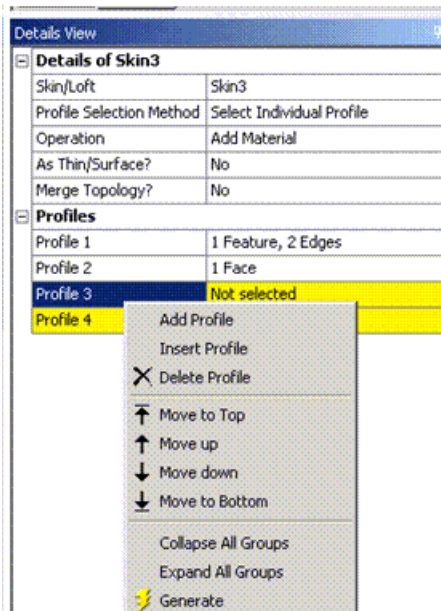 Details View
Details of Skin3
Skin/Loft Skin3
Profile Selection Method Select Individual Profile
Operation Add Material
As Thin/Surface? No
Merge Topology? No
Profiles
Profile 1 1 Feature, 2 Edges
Profile 2 1 Face
Profile 3 Not selected
Profile 4
Add Profile
Insert Profile
Delete Profile
Move to Top
Move up
Move down
Move to Bottom
Collapse All Groups
Expand All Groups
Generate